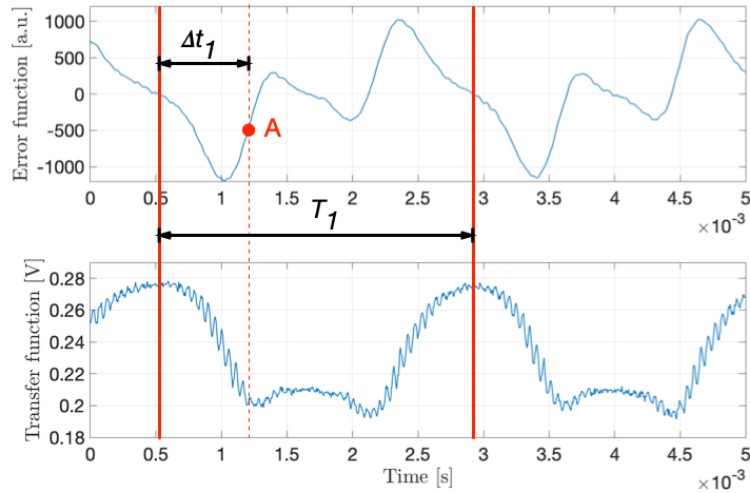 Error function [a.u.]
1000
500
0
-500
-1000
Δt1
A
0 0.5 1 1.5 2 2.5 3 3.5 4 4.5 5
×10-3
T1
Transfer function [V]
0.28
0.26
0.24
0.22
0.2
0.18
0 0.5 1 1.5 2 2.5 3 3.5 4 4.5 5
Time [s]
×10-3